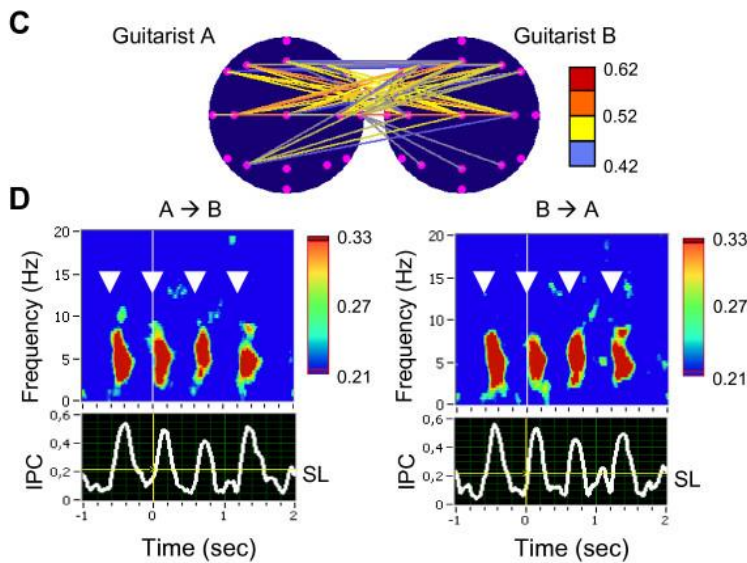 C
Guitarist A
Guitarist B
0.62
0.52
0.42
D
A → B
B → A
Frequency (Hz)
20
15
10
5
0
0.33
0.27
0.21
Frequency (Hz)
20
15
10
5
0
0.33
0.27
0.21
IPC
0,6
0,4
0,2
0
SL
-1
0
1
2
Time (sec)
IPC
0,6
0,4
0,2
0
SL
-1
0
1
2
Time (sec)